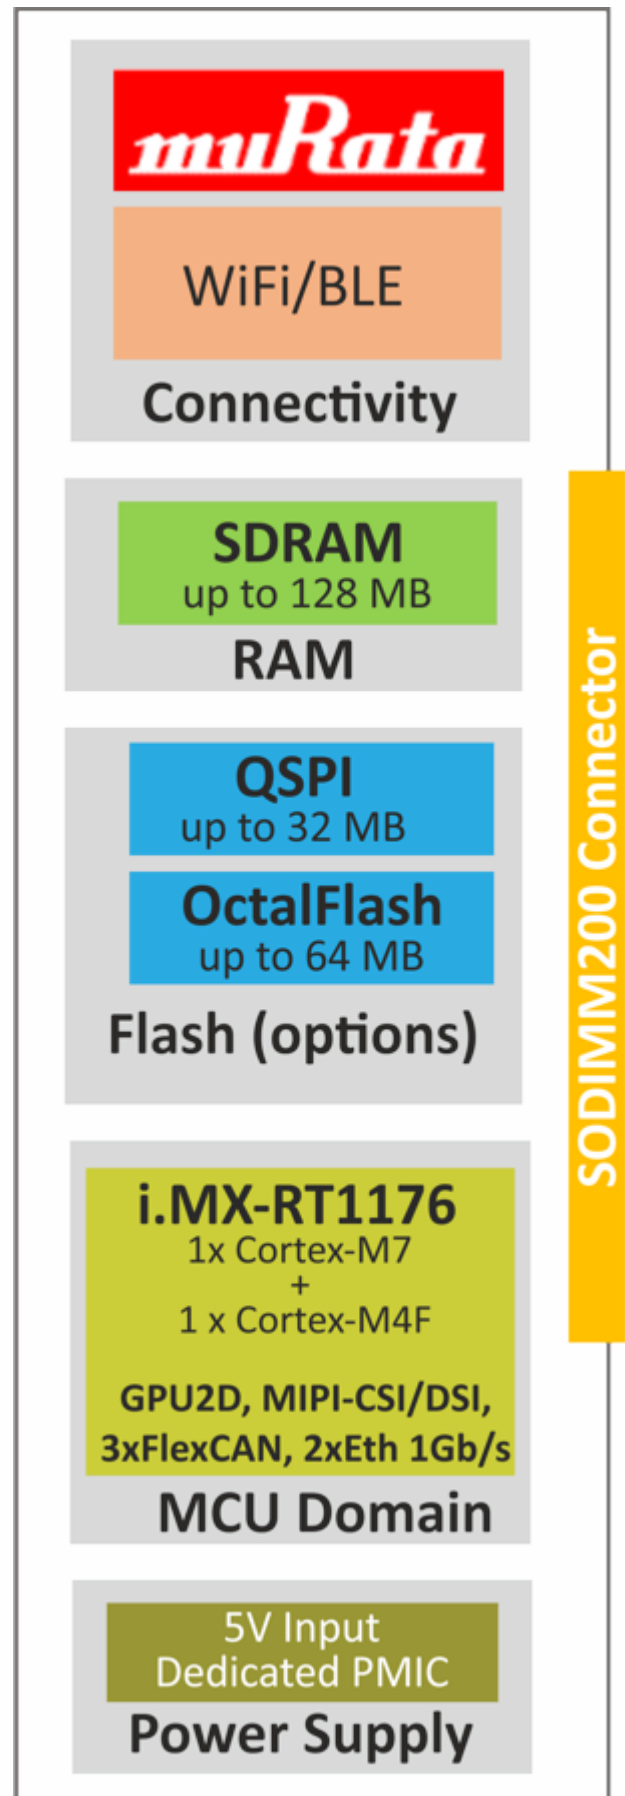 muRata
WiFi/BLE
Connectivity
SDRAM
up to 128 MB
RAM
QSPI
up to 32 MB
OctalFlash
up to 64 MB
Flash (options)
i.MX-RT1176
1x Cortex-M7
+
1 x Cortex-M4F
GPU2D, MIPI-CSI/DSI,
3xFlexCAN, 2xEth 1Gb/s
MCU Domain
5V Input
Dedicated PMIC
Power Supply
SODIMM200 Connector